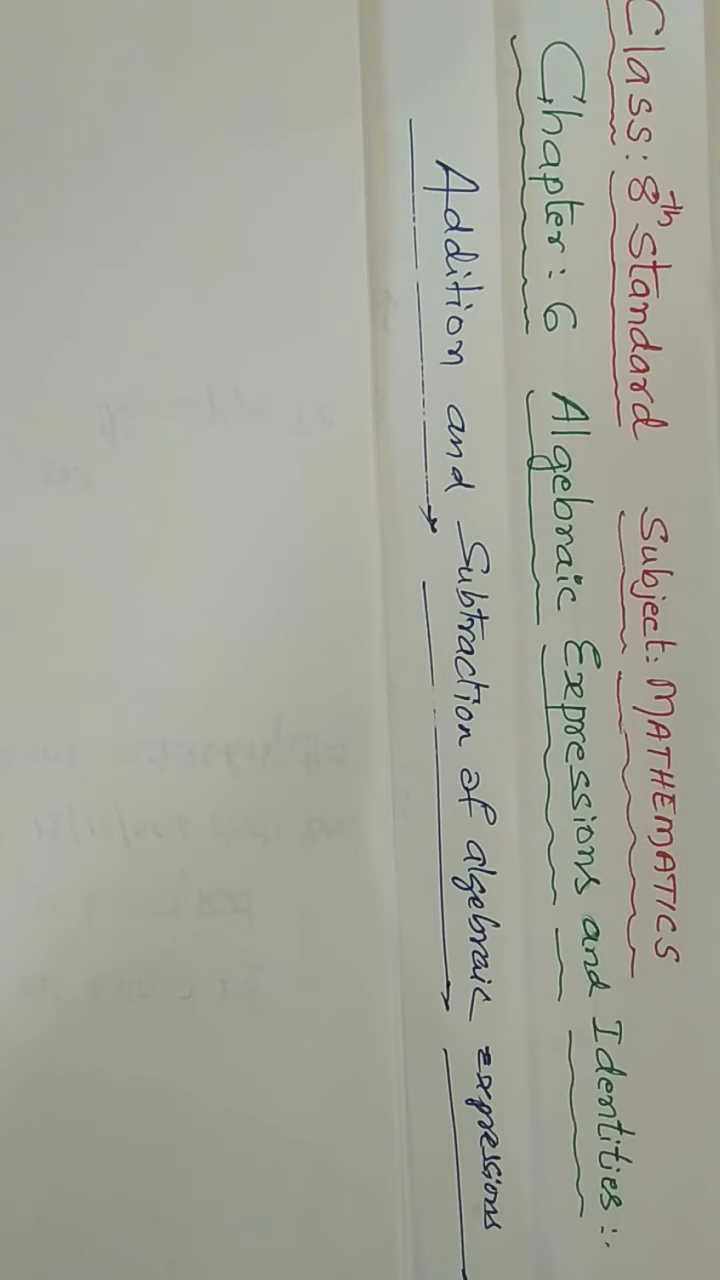 Class: 8th standard Subject: MATHEMATICS
Chapter: 6 Algebraic Expressions and Identities :.
Addition and Subtraction of algebraic expressions